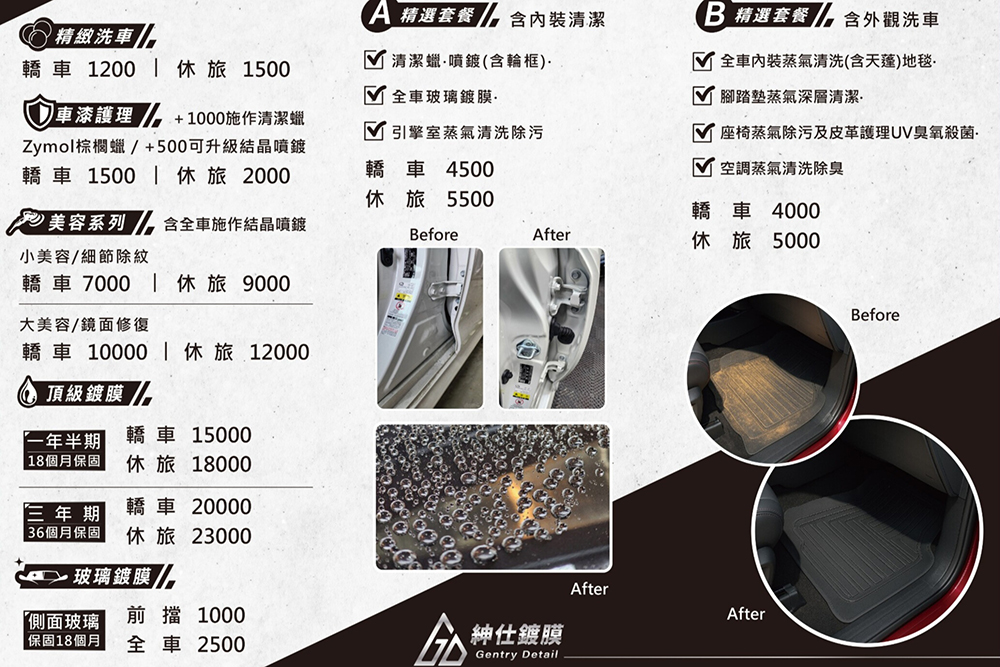 精緻洗車
轎車 1200 | 休旅 1500
車漆護理 +1000施作清潔蠟
Zymol棕櫚蠟 / +500可升級結晶噴鍍
轎車 1500 | 休旅 2000
美容系列 含全車施作結晶噴鍍
小美容/細節除紋
轎車 7000 | 休旅 9000
大美容/鏡面修復
轎車 10000 | 休旅 12000
頂級鍍膜
一年半期
18個月保固
轎車 15000
休旅 18000
三年期
36個月保固
轎車 20000
休旅 23000
玻璃鍍膜
側面玻璃
保固18個月
前擋 1000
全車 2500
A 精選套餐 含內裝清潔
清潔蠟·噴鍍(含輪框)·
全車玻璃鍍膜·
引擎室蒸氣清洗除污
轎車 4500
休旅 5500
Before
After
After
B 精選套餐 含外觀洗車
全車內裝蒸氣清洗(含天蓬)地毯·
腳踏墊蒸氣深層清潔·
座椅蒸氣除污及皮革護理UV臭氧殺菌·
空調蒸氣清洗除臭
轎車 4000
休旅 5000
Before
After
紳仕鍍膜
Gentry Detail